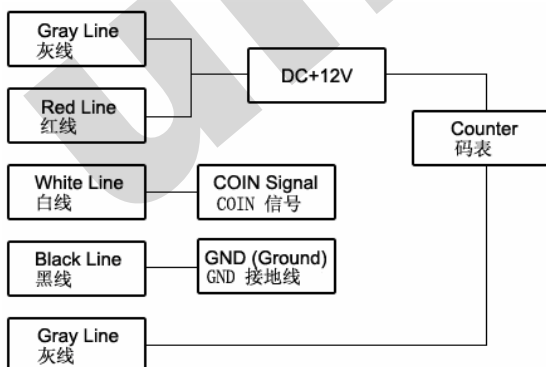 Gray Line
灰线
DC+12V
Red Line
红线
Counter
码表
White Line
白线
COIN Signal
COIN 信号
Black Line
黑线
GND (Ground)
GND 接地线
Gray Line
灰线